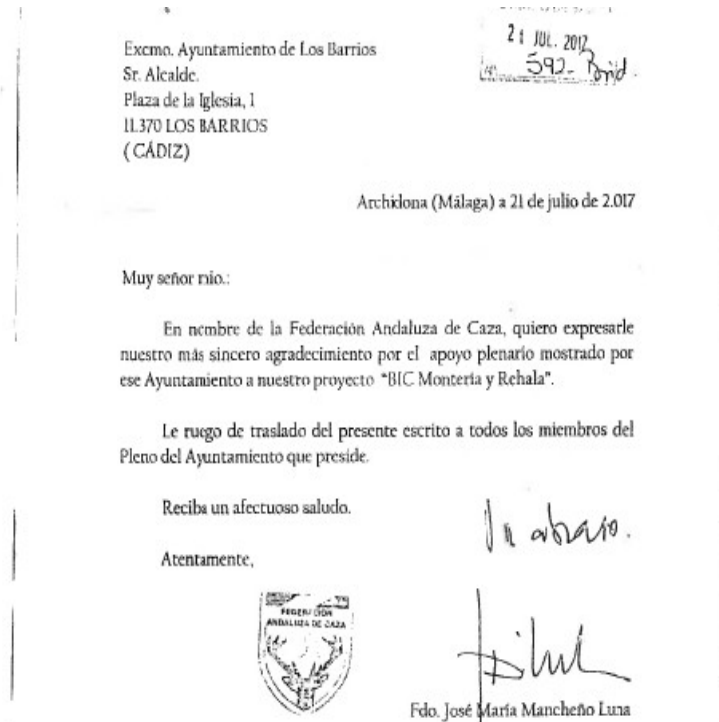 21 JUL. 2017
592-
Excmo. Ayuntamiento de Los Barrios
Sr. Alcalde.
Plaza de la Iglesia, 1
11.370 LOS BARRIOS
( CÁDIZ)
Archidona (Málaga) a 21 de julio de 2.017
Muy señor mio.:
En nombre de la Federación Andaluza de Caza, quiero expresarle
nuestro más sincero agradecimiento por el apoyo plenario mostrado por
ese Ayuntamiento a nuestro proyecto "BIC Montería y Rehala".
Le ruego de traslado del presente escrito a todos los miembros del
Pleno del Ayuntamiento que preside.
Reciba un afectuoso saludo.
Un abrazo.
Atentamente,
FEDERACION
ANDALUZA DE CAZA
Fdo. José María Mancheño Luna